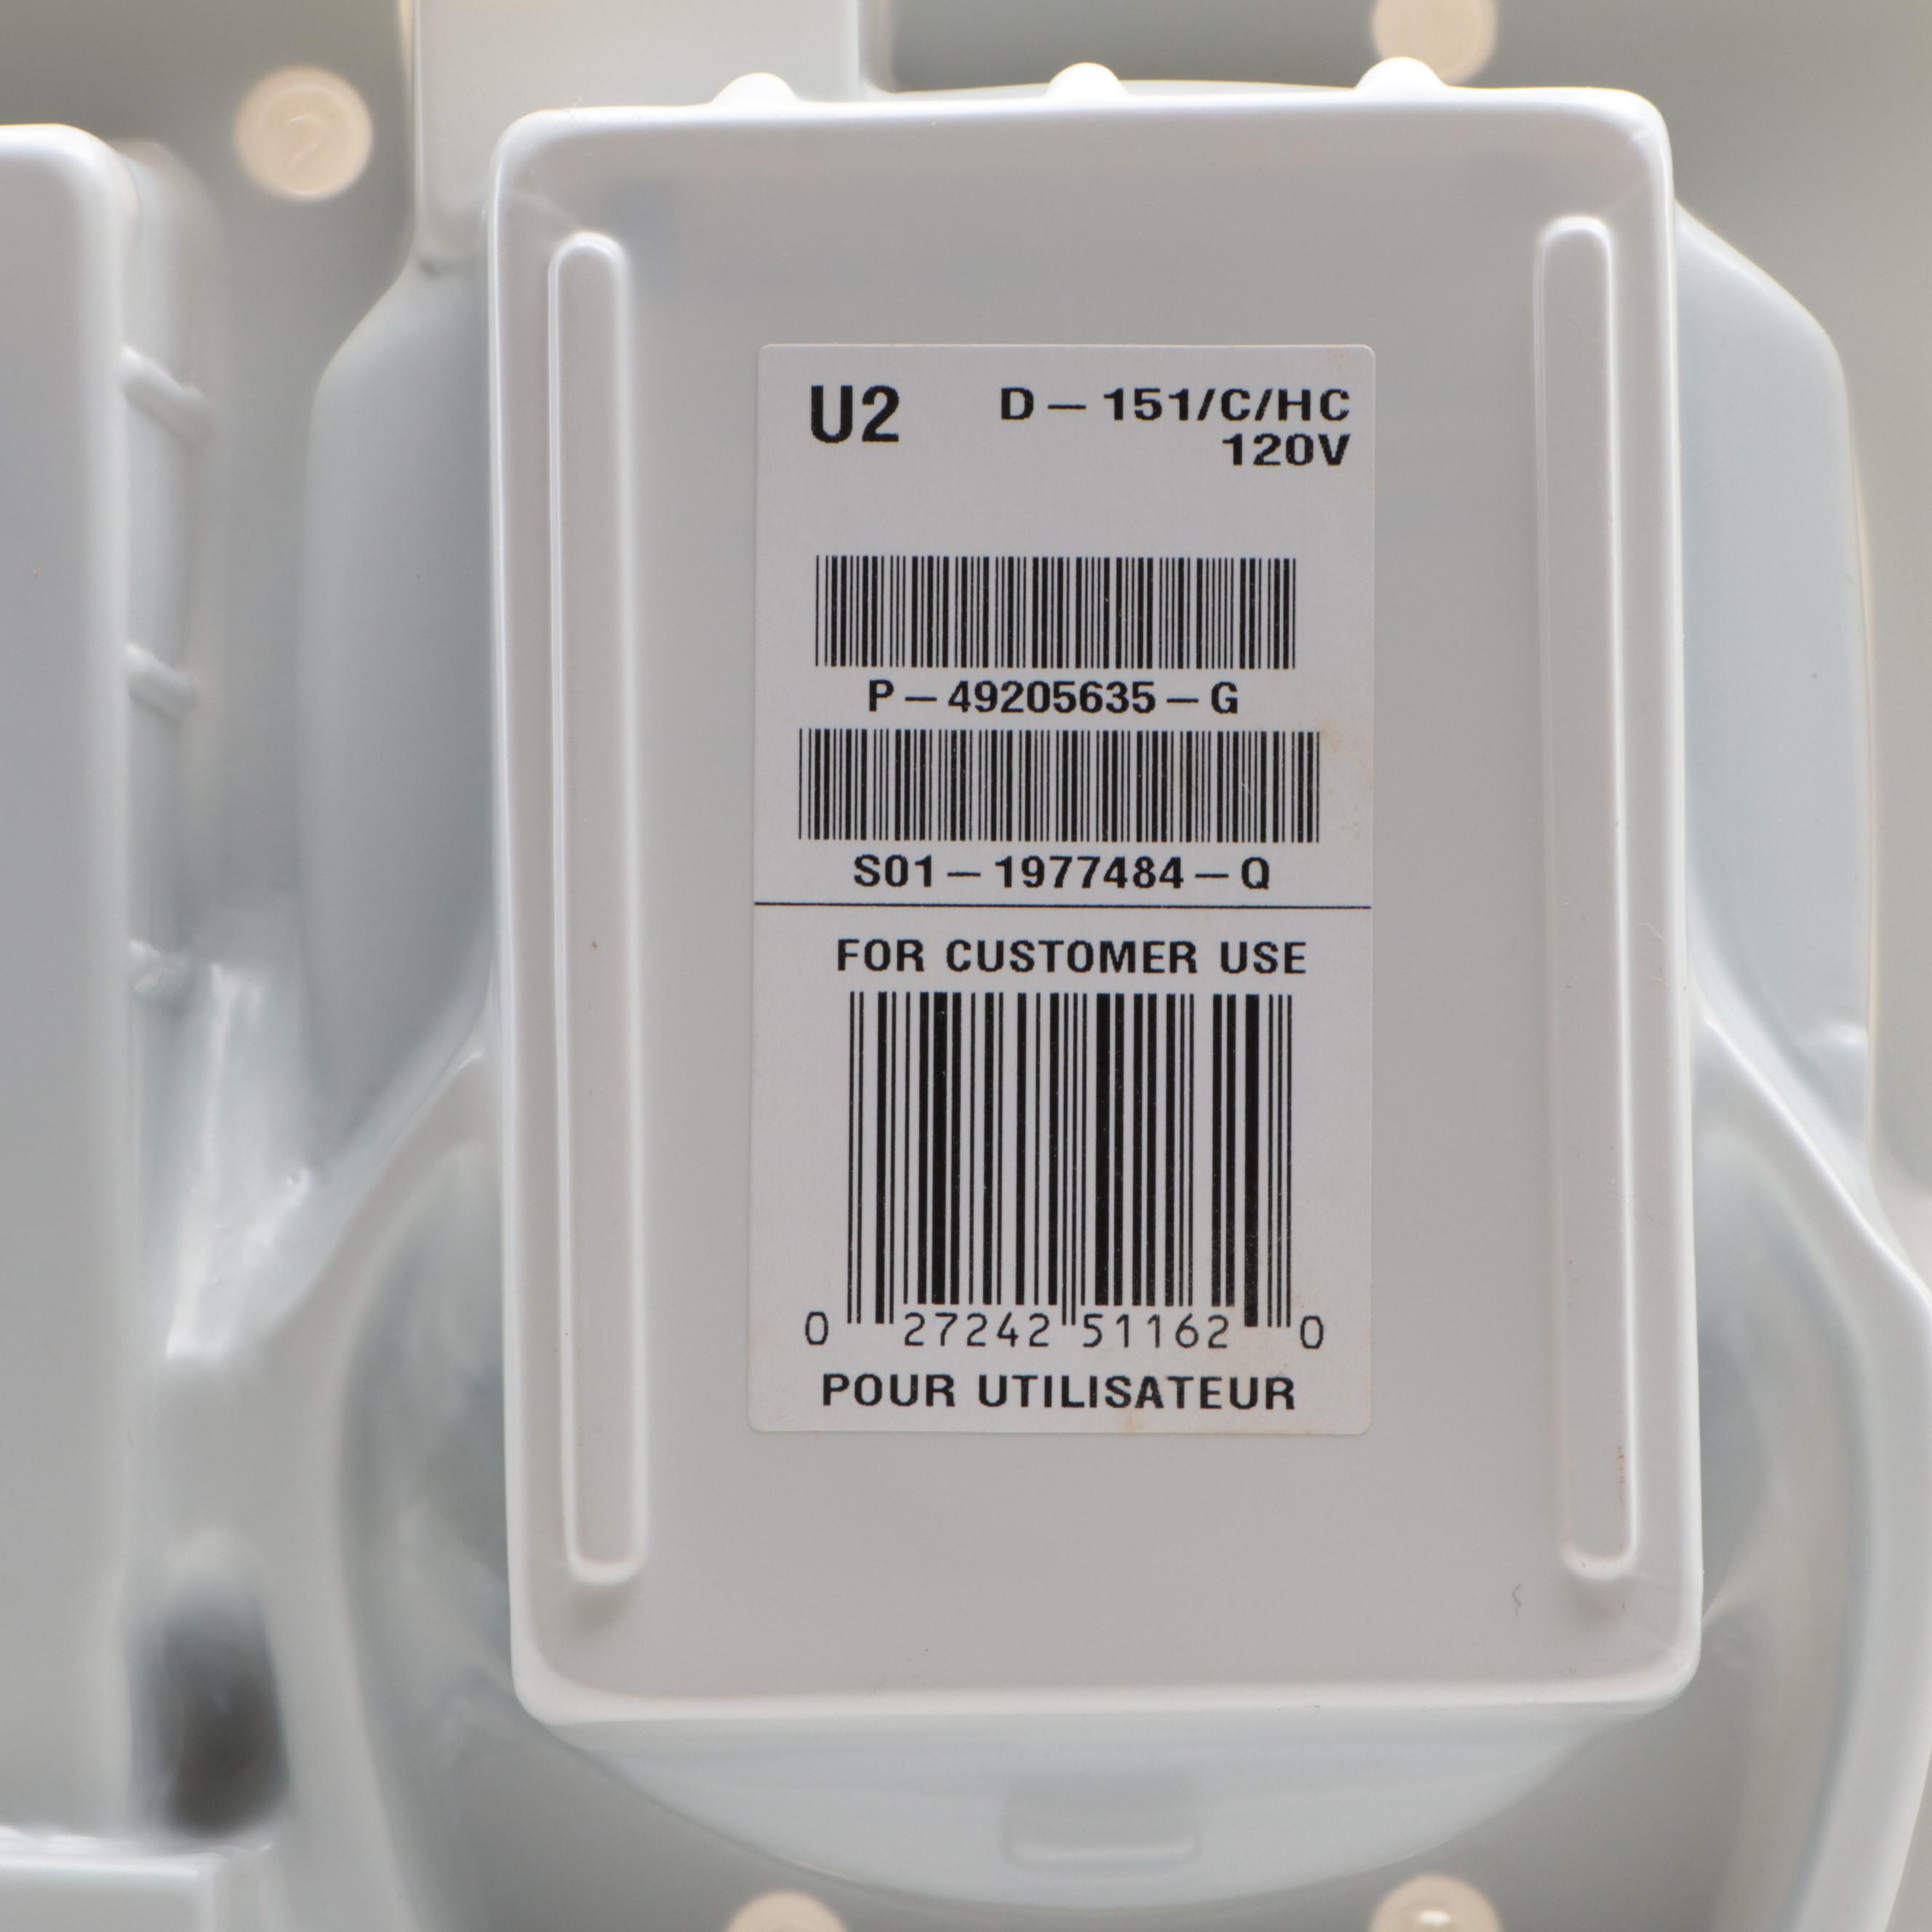 U2 D – 151/C/HC
120V
P – 49205635 – G
S01 – 1977484 – Q
FOR CUSTOMER USE
0 27242 51162 0
POUR UTILISATEUR